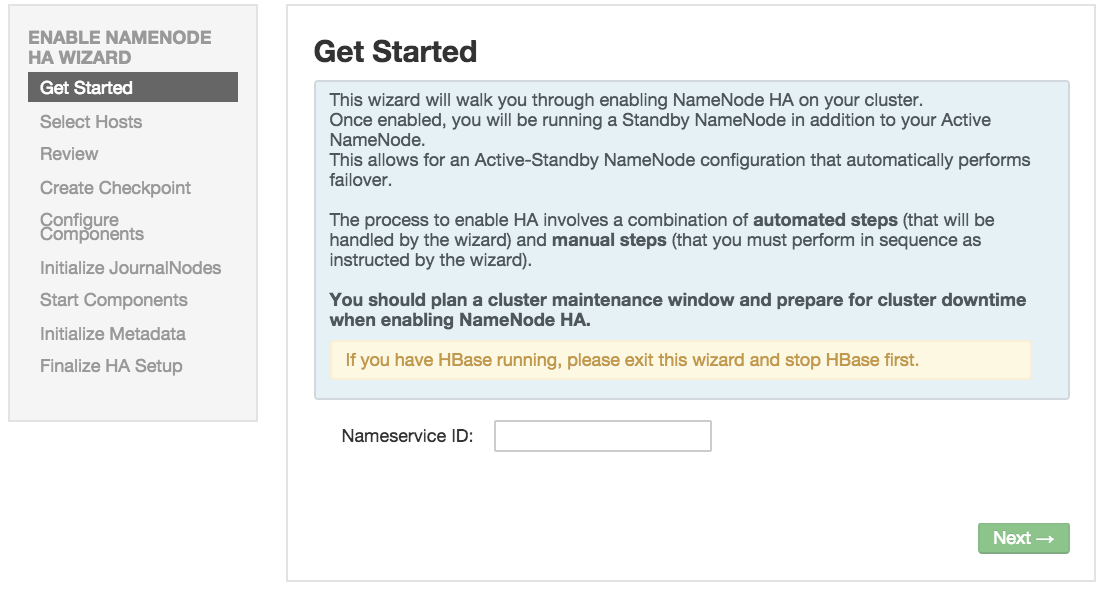 ENABLE NAMENODE
HA WIZARD
Get Started
Select Hosts
Review
Create Checkpoint
Configure
Components
Initialize JournalNodes
Start Components
Initialize Metadata
Finalize HA Setup
Get Started
This wizard will walk you through enabling NameNode HA on your cluster.
Once enabled, you will be running a Standby NameNode in addition to your Active
NameNode.
This allows for an Active-Standby NameNode configuration that automatically performs
failover.
The process to enable HA involves a combination of automated steps (that will be
handled by the wizard) and manual steps (that you must perform in sequence as
instructed by the wizard).
You should plan a cluster maintenance window and prepare for cluster downtime
when enabling NameNode HA.
If you have HBase running, please exit this wizard and stop HBase first.
Nameservice ID:
Next →